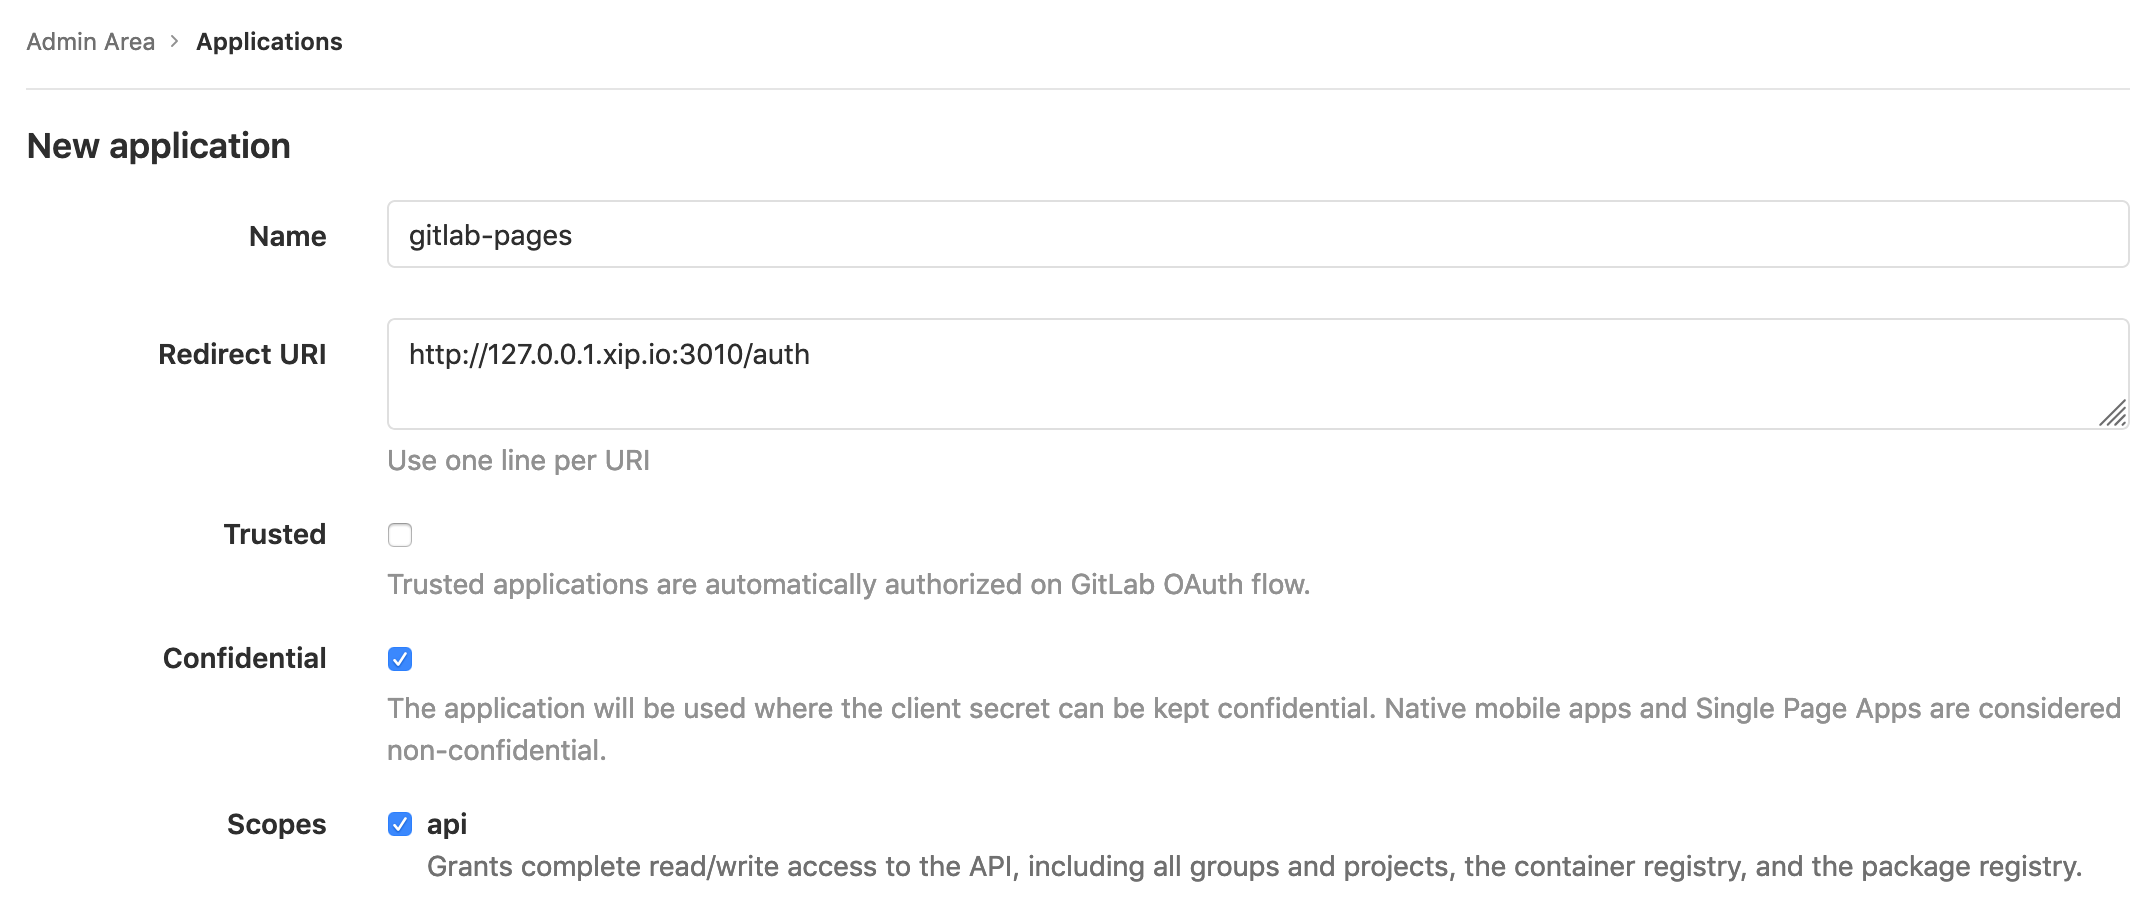 Admin Area > Applications
New application
Name
gitlab-pages
Redirect URI
http://127.0.0.1.xip.io:3010/auth
Use one line per URI
Trusted
Trusted applications are automatically authorized on GitLab OAuth flow.
Confidential
The application will be used where the client secret can be kept confidential. Native mobile apps and Single Page Apps are considered
non-confidential.
Scopes
api
Grants complete read/write access to the API, including all groups and projects, the container registry, and the package registry.